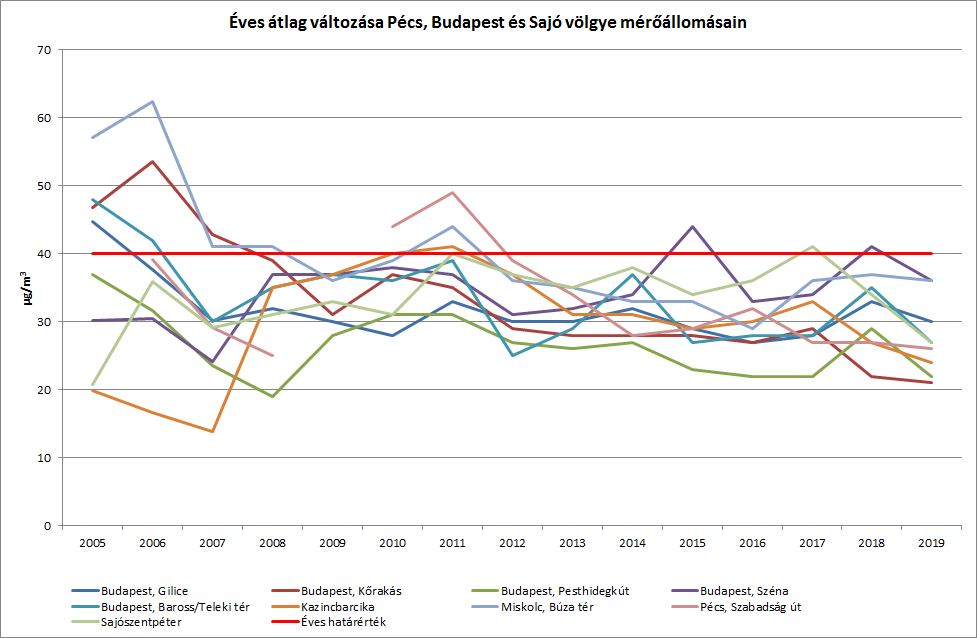 Éves átlag változása Pécs, Budapest és Sajó völgye mérőállomásain
70
60
50
40
30
20
10
0
µg/m³
2005 2006 2007 2008 2009 2010 2011 2012 2013 2014 2015 2016 2017 2018 2019
Budapest, Gilice Budapest, Kőrakás Budapest, Pesthidegkút Budapest, Széna
Budapest, Baross/Teleki tér Kazincbarcika Miskolc, Búza tér Pécs, Szabadság út
Sajószentpéter Éves határérték